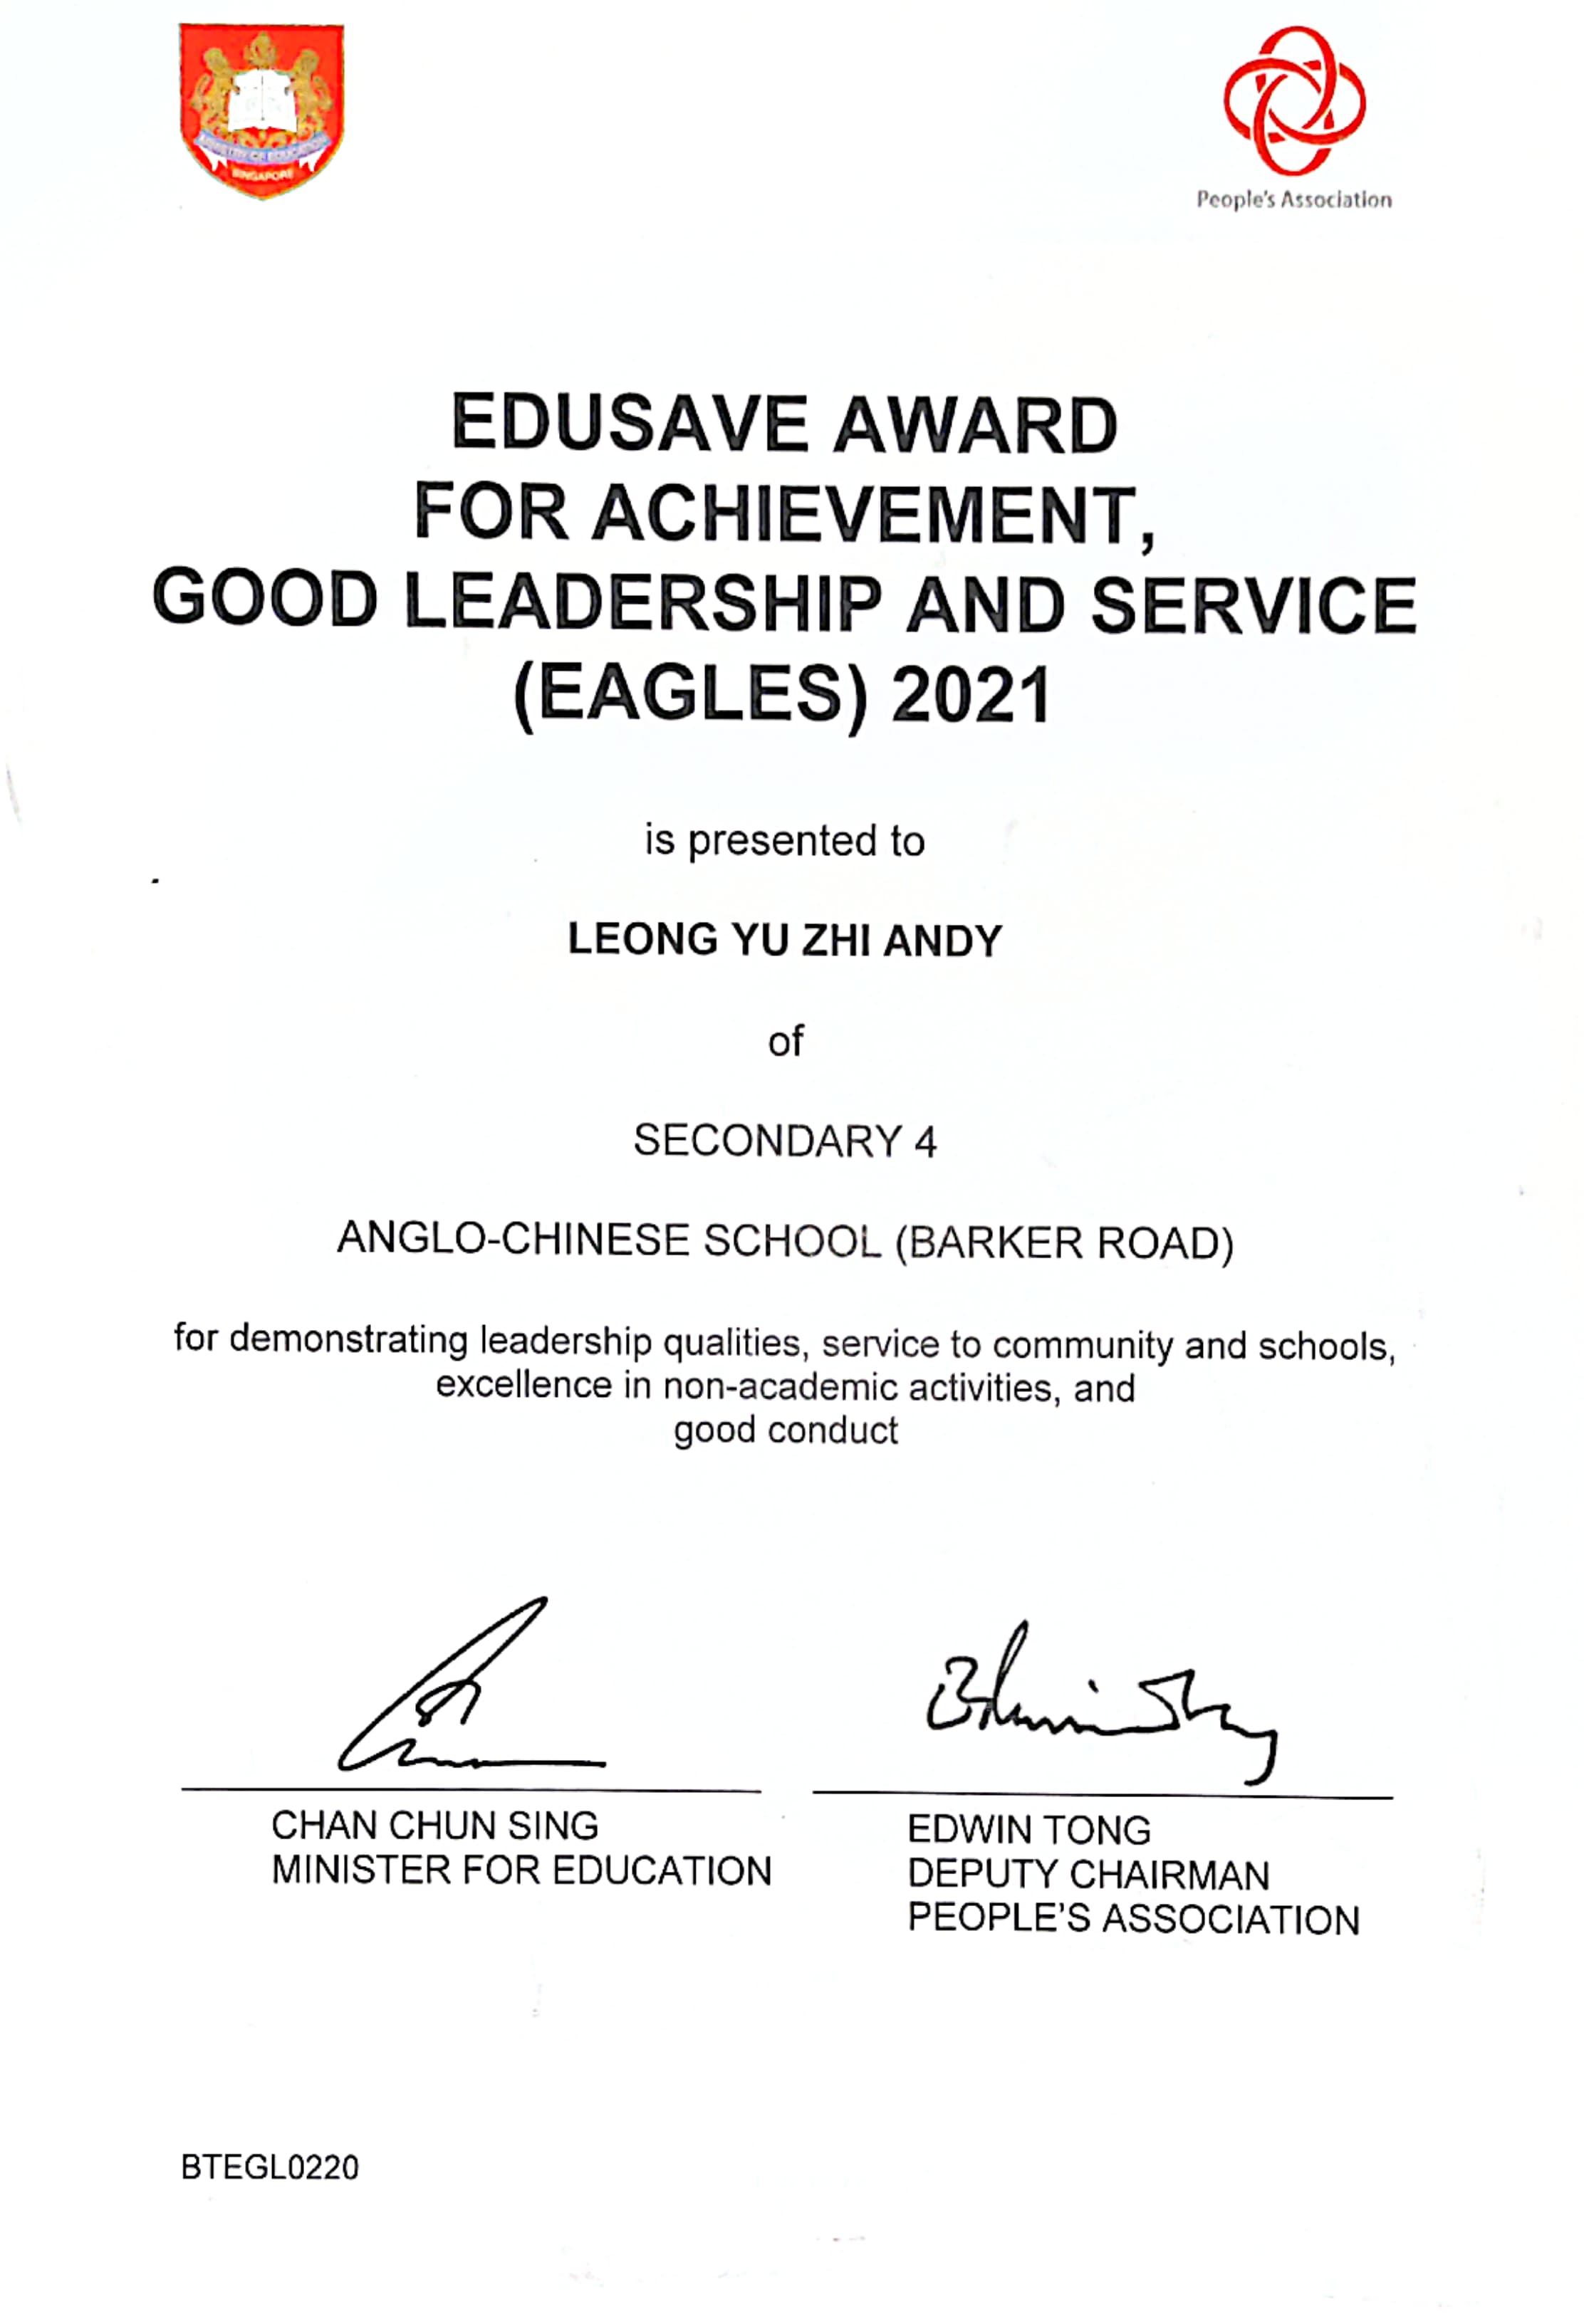 MINISTRY OF EDUCATION
SINGAPORE
People's Association
EDUSAVE AWARD
FOR ACHIEVEMENT,
GOOD LEADERSHIP AND SERVICE
(EAGLES) 2021
is presented to
LEONG YU ZHI ANDY
of
SECONDARY 4
ANGLO-CHINESE SCHOOL (BARKER ROAD)
for demonstrating leadership qualities, service to community and schools,
excellence in non-academic activities, and
good conduct
CHAN CHUN SING
MINISTER FOR EDUCATION
EDWIN TONG
DEPUTY CHAIRMAN
PEOPLE'S ASSOCIATION
BTEGL0220